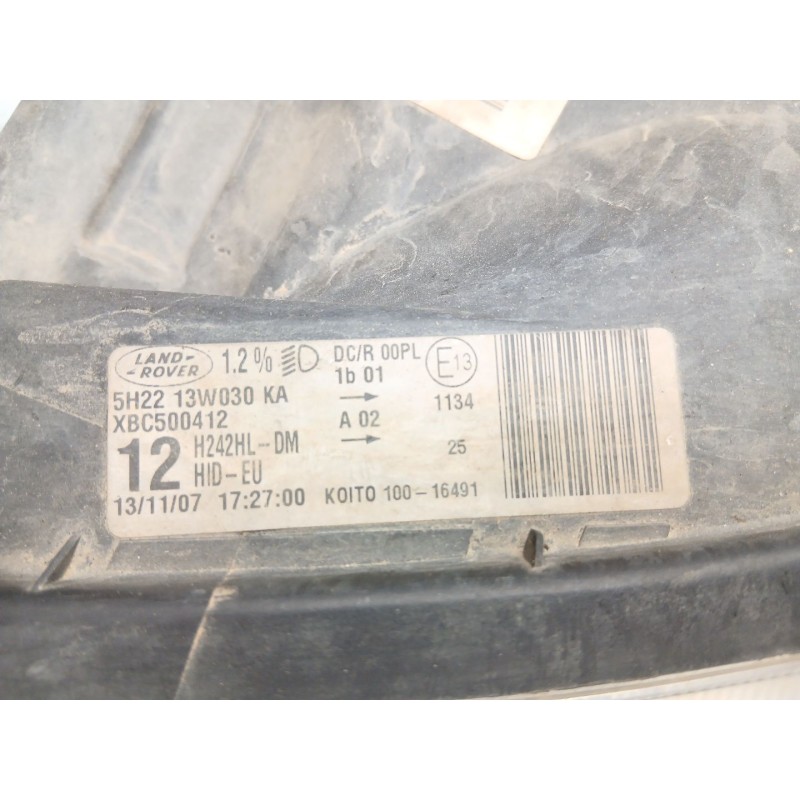 LAND-
-ROVER
1.2%
DC/R 00PL
1b 01
E13
5H22 13W030 KA
1134
XBC500412
A 02
12
H242HL-DM
25
HID-EU
13/11/07 17:27:00
KOITO 100-16491